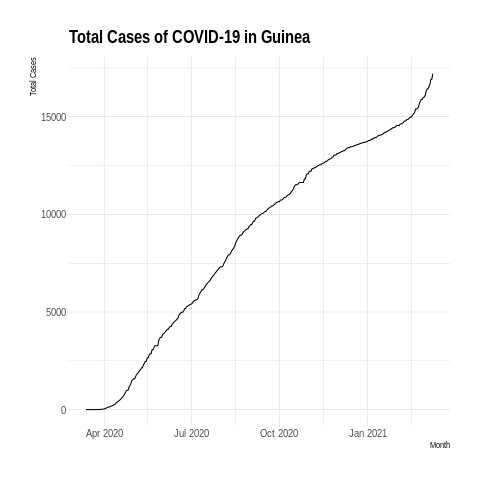 Total Cases of COVID-19 in Guinea
Total Cases
15000
10000
5000
0
Apr 2020 Jul 2020 Oct 2020 Jan 2021
Month